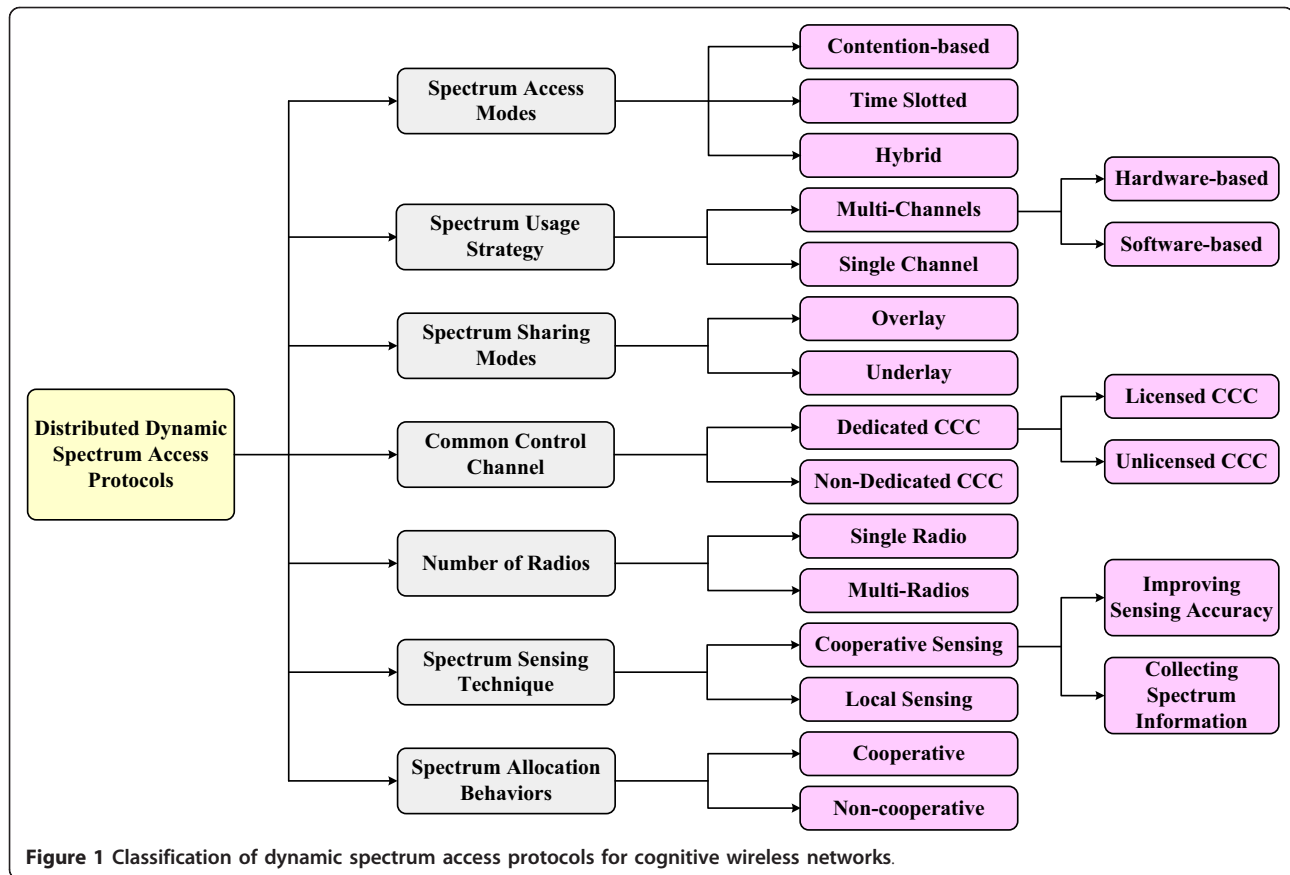 Distributed Dynamic
Spectrum Access
Protocols
Spectrum Access
Modes
Contention-based
Time Slotted
Hybrid
Spectrum Usage
Strategy
Multi-Channels
Hardware-based
Software-based
Single Channel
Spectrum Sharing
Modes
Overlay
Underlay
Common Control
Channel
Dedicated CCC
Licensed CCC
Unlicensed CCC
Non-Dedicated CCC
Number of Radios
Single Radio
Multi-Radios
Spectrum Sensing
Technique
Cooperative Sensing
Improving
Sensing Accuracy
Collecting
Spectrum
Information
Local Sensing
Spectrum Allocation
Behaviors
Cooperative
Non-cooperative
Figure 1 Classification of dynamic spectrum access protocols for cognitive wireless networks.